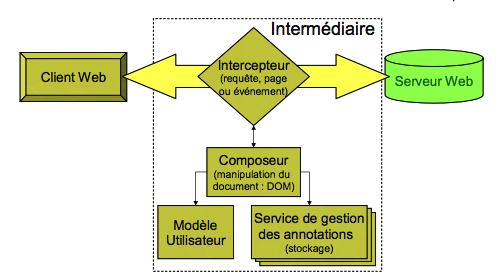 Intermédiaire
Client Web
Intercepteur
(requête, page
ou événement)
Serveur Web
Composeur
(manipulation du
document : DOM)
Modèle
Utilisateur
Service de gestion
des annotations
(stockage)